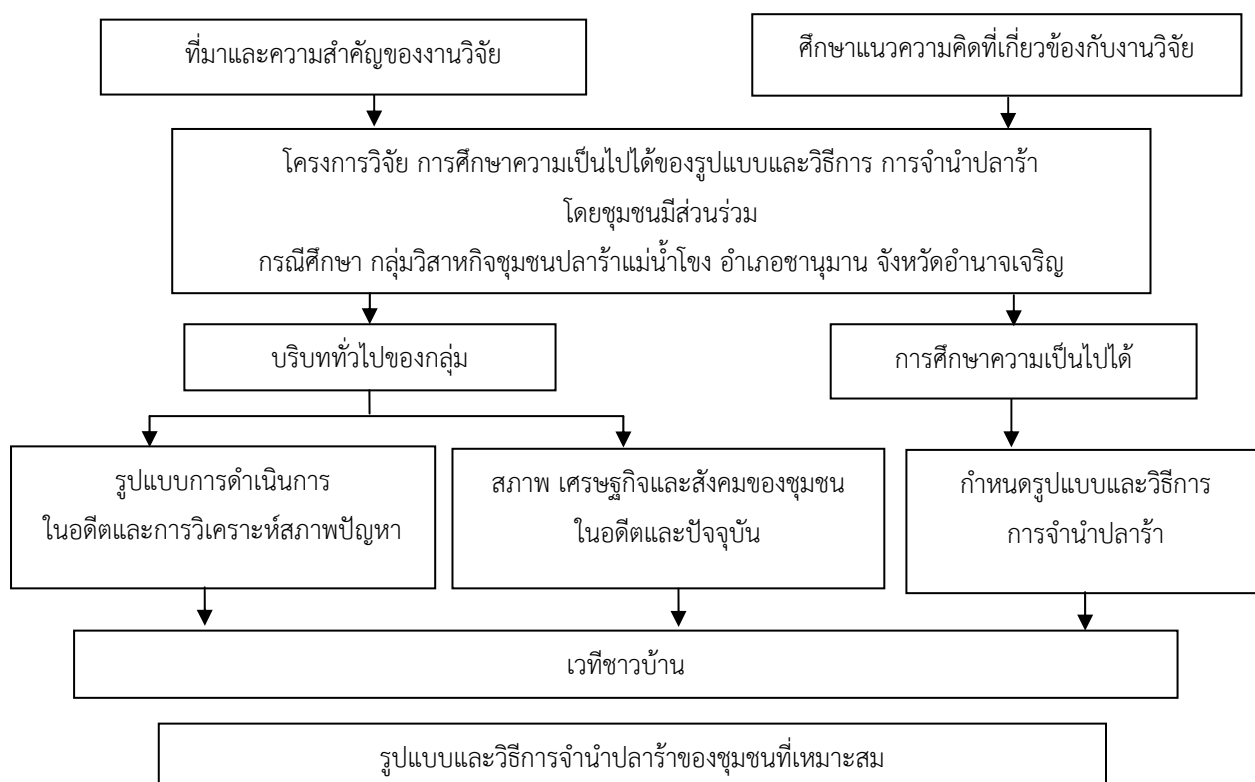 ที่มาและความสำคัญของงานวิจัย
ศึกษาแนวความคิดที่เกี่ยวข้องกับงานวิจัย
โครงการวิจัย การศึกษาความเป็นไปได้ของรูปแบบและวิธีการ การจำนำปลาร้า
โดยชุมชนมีส่วนร่วม
กรณีศึกษา กลุ่มวิสาหกิจชุมชนปลาร้าแม่น้ำโขง อำเภอชานุมาน จังหวัดอำนาจเจริญ
บริบททั่วไปของกลุ่ม
การศึกษาความเป็นไปได้
รูปแบบการดำเนินการ
ในอดีตและการวิเคราะห์สภาพปัญหา
สภาพ เศรษฐกิจและสังคมของชุมชน
ในอดีตและปัจจุบัน
กำหนดรูปแบบและวิธีการ
การจำนำปลาร้า
เวทีชาวบ้าน
รูปแบบและวิธีการจำนำปลาร้าของชุมชนที่เหมาะสม